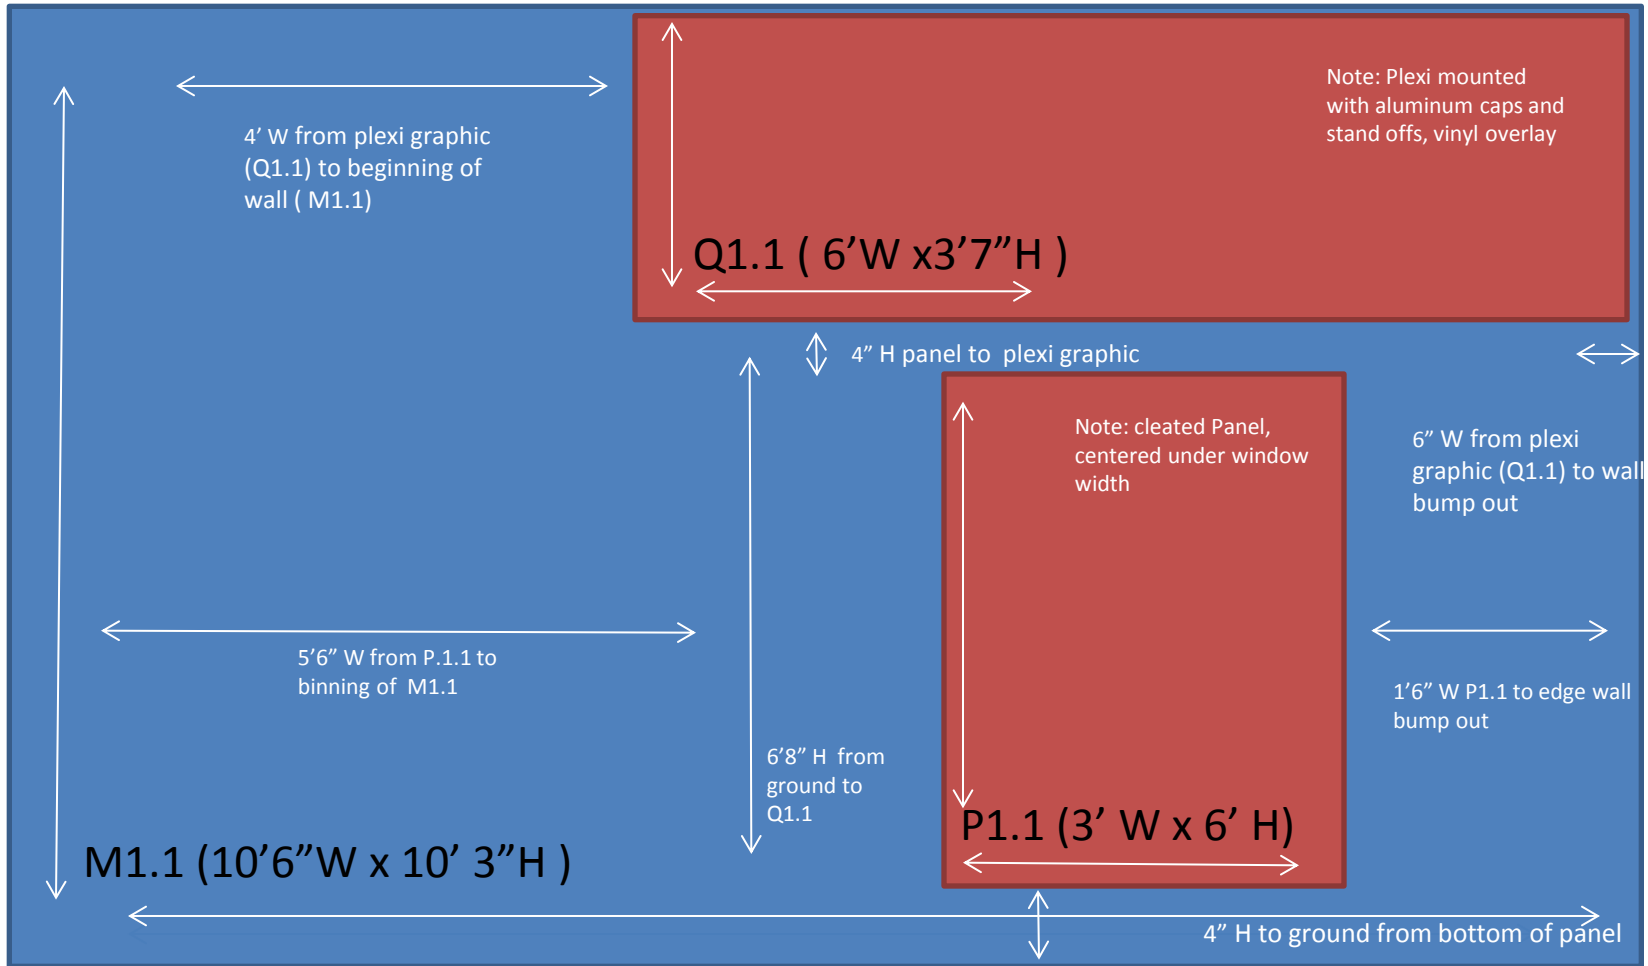 4’ W from plexi graphic
(Q1.1) to beginning of
wall ( M1.1)
Note: Plexi mounted
with aluminum caps and
stand offs, vinyl overlay
Q1.1 ( 6’W x3’7”H )
4” H panel to  plexi graphic
Note: cleated Panel,
centered under window
width
6” W from plexi
graphic (Q1.1) to wall
bump out
5’6” W from P.1.1 to
binning of  M1.1
1’6” W P1.1 to edge wall
bump out
6’8” H  from
ground to
Q1.1
P1.1 (3’ W x 6’ H)
M1.1 (10’6”W x 10’ 3”H )
4” H to ground from bottom of panel